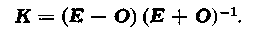 K = (E − O) (E + O)⁻¹.